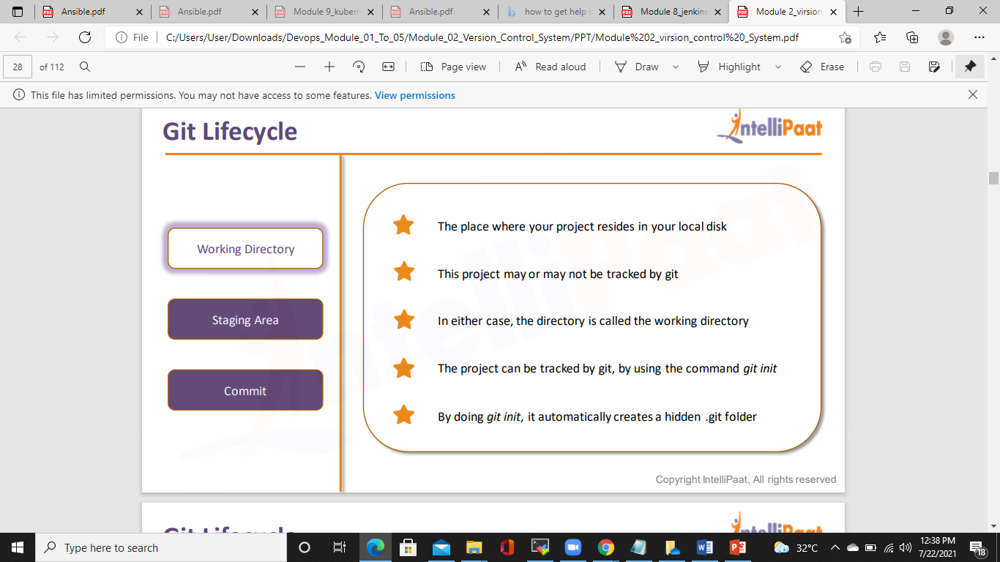 Ansible.pdf
Ansible.pdf
Module 9_kubern
Ansible.pdf
how to get help i
Module 8_jenkins
Module 2_virsion
File
C:/Users/User/Downloads/Devops_Module_01_To_05/Module_02_Version_Control_System/PPT/Module%202_virsion_control%20_System.pdf
28 of 112
Page view
Read aloud
Draw
Highlight
Erase
This file has limited permissions. You may not have access to some features. View permissions
Git Lifecycle
IntelliPaat
Working Directory
Staging Area
Commit
The place where your project resides in your local disk
This project may or may not be tracked by git
In either case, the directory is called the working directory
The project can be tracked by git, by using the command git init
By doing git init, it automatically creates a hidden .git folder
IntelliPaat
Copyright IntelliPaat, All rights reserved
Git Lifecycle
IntelliPaat
Type here to search
32°C
12:38 PM
7/22/2021
18